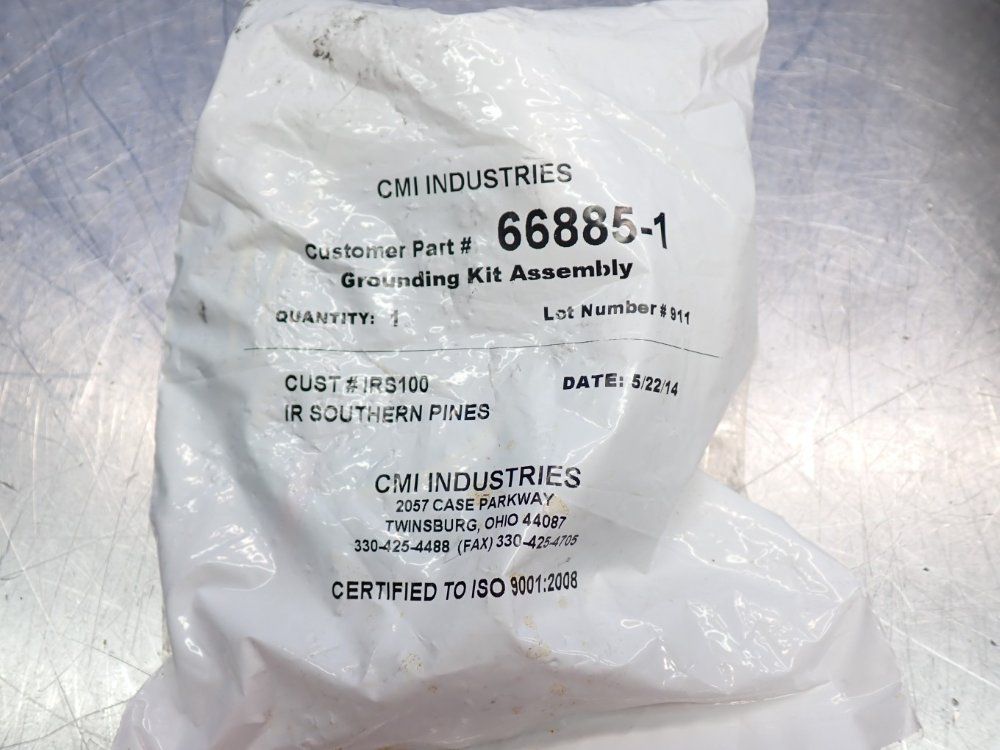 CMI INDUSTRIES
Customer Part # 66885-1
Grounding Kit Assembly
QUANTITY: 1 Lot Number # 911
CUST # IRS100 DATE: 5/22/14
IR SOUTHERN PINES
CMI INDUSTRIES
2057 CASE PARKWAY
TWINSBURG, OHIO 44087
330-425-4488 (FAX) 330-425-4705
CERTIFIED TO ISO 9001:2008